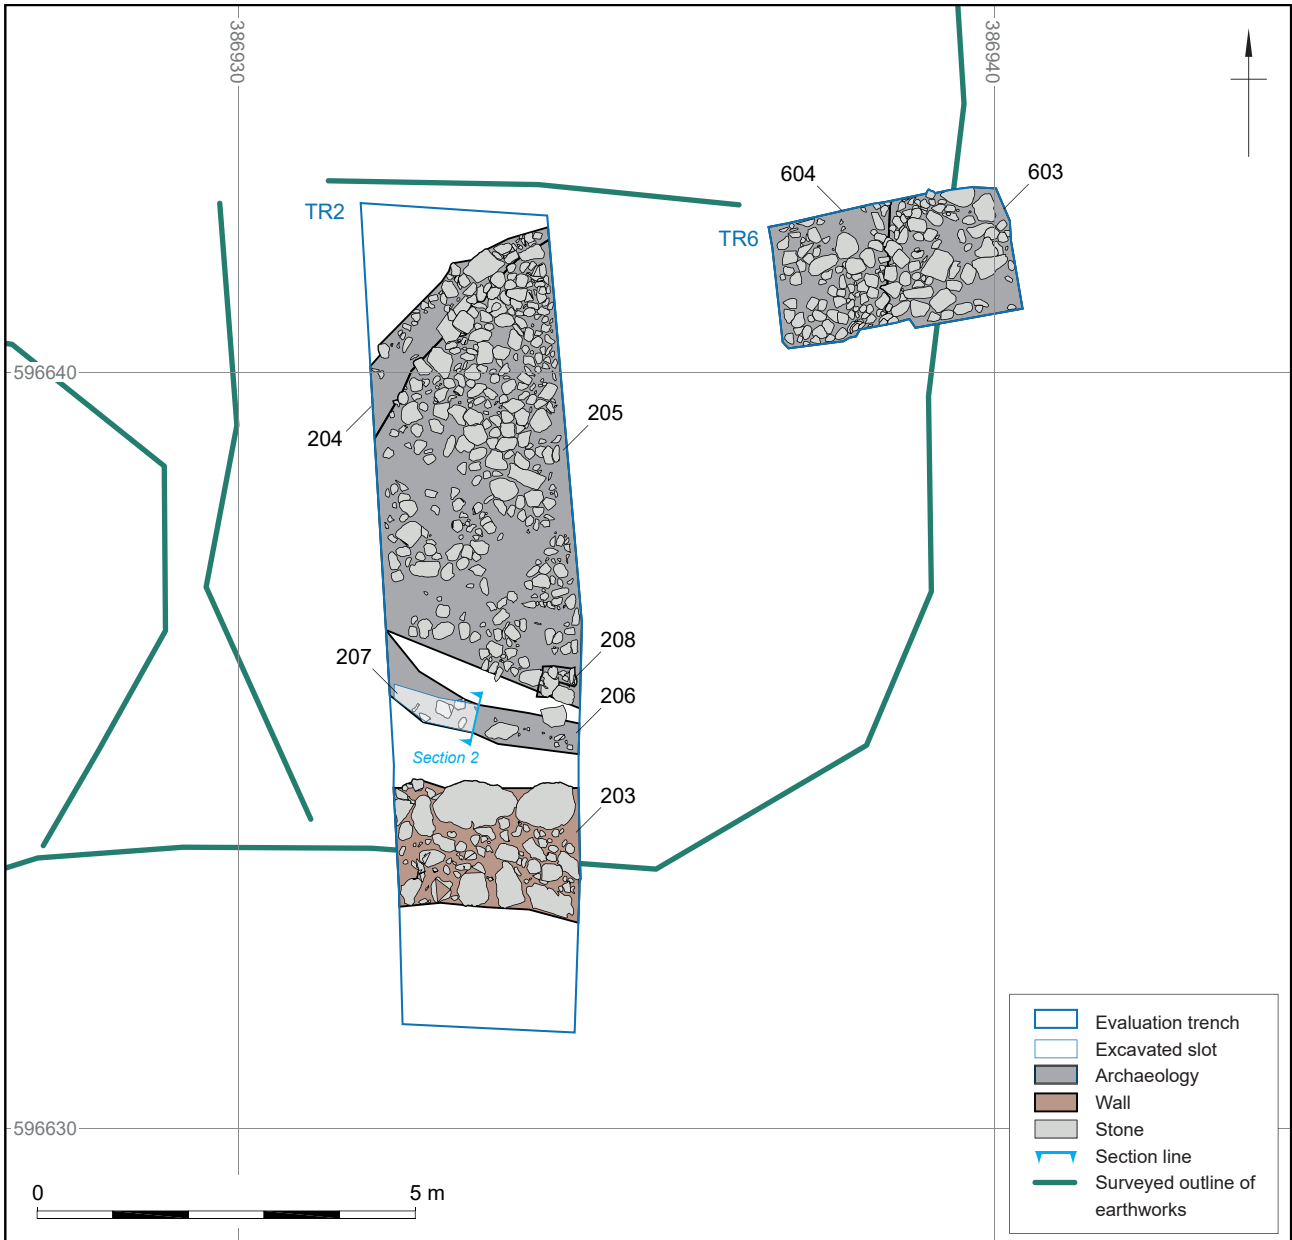 386930
386940
604
603
TR2
TR6
596640
204
205
208
207
206
Section 2
203
596630
0
5 m
Evaluation trench
Excavated slot
Archaeology
Wall
Stone
Section line
Surveyed outline of
earthworks